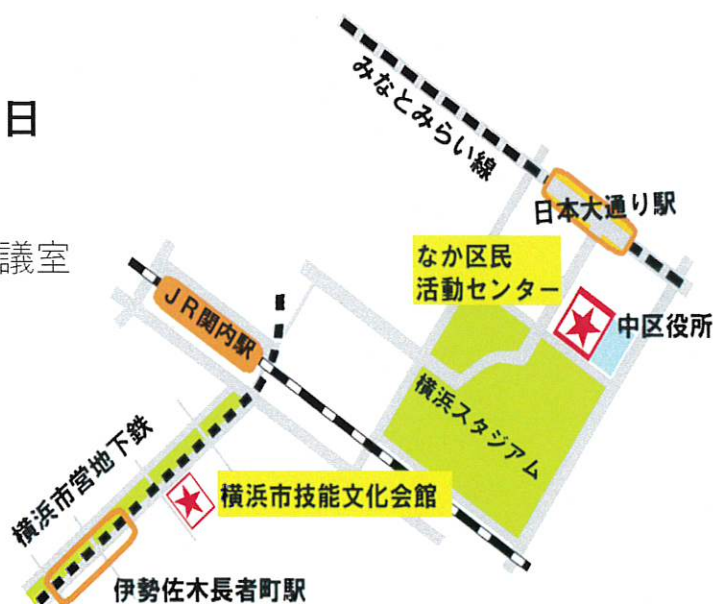 日
議室
みなとみらい線
日本大通り駅
なか区民
活動センター
中区役所
JR関内駅
横浜スタジアム
横浜市営地下鉄
横浜市技能文化会館
伊勢佐木長者町駅